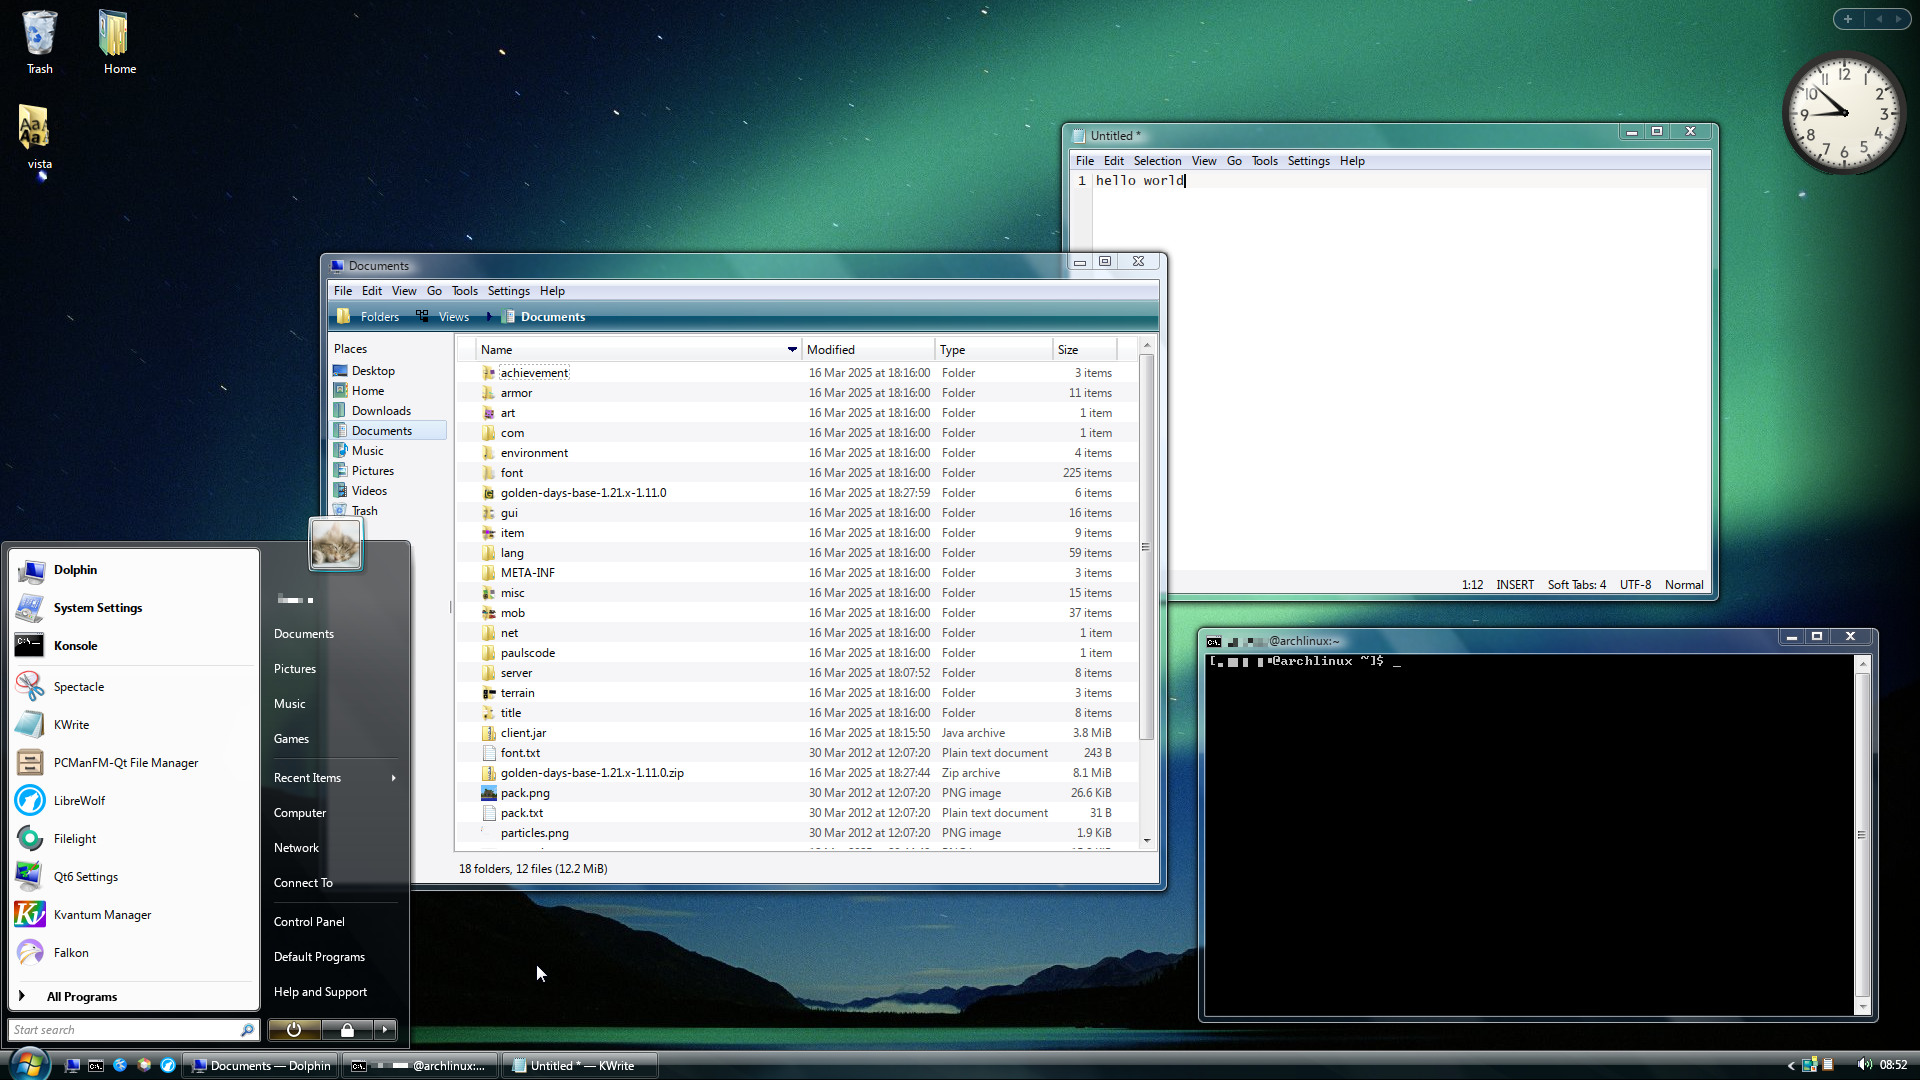 Trash
Home
vista
12
11
1
10
2
9
3
8
4
7
6
5
Untitled *
File Edit Selection View Go Tools Settings Help
1 hello world
1:12 INSERT Soft Tabs: 4 UTF-8 Normal
Documents
File Edit View Go Tools Settings Help
Folders Views Documents
Places
Desktop
Home
Downloads
Documents
Music
Pictures
Videos
Trash
Name Modified Type Size
achievement 16 Mar 2025 at 18:16:00 Folder 3 items
armor 16 Mar 2025 at 18:16:00 Folder 11 items
art 16 Mar 2025 at 18:16:00 Folder 1 item
com 16 Mar 2025 at 18:16:00 Folder 1 item
environment 16 Mar 2025 at 18:16:00 Folder 4 items
font 16 Mar 2025 at 18:16:00 Folder 225 items
golden-days-base-1.21.x-1.11.0 16 Mar 2025 at 18:27:59 Folder 6 items
gui 16 Mar 2025 at 18:16:00 Folder 16 items
item 16 Mar 2025 at 18:16:00 Folder 9 items
lang 16 Mar 2025 at 18:16:00 Folder 59 items
META-INF 16 Mar 2025 at 18:16:00 Folder 3 items
misc 16 Mar 2025 at 18:16:00 Folder 15 items
mob 16 Mar 2025 at 18:16:00 Folder 37 items
net 16 Mar 2025 at 18:16:00 Folder 1 item
paulscode 16 Mar 2025 at 18:16:00 Folder 1 item
server 16 Mar 2025 at 18:07:52 Folder 8 items
terrain 16 Mar 2025 at 18:16:00 Folder 3 items
title 16 Mar 2025 at 18:16:00 Folder 8 items
client.jar 16 Mar 2025 at 18:15:50 Java archive 3.8 MiB
font.txt 30 Mar 2012 at 12:07:20 Plain text document 243 B
golden-days-base-1.21.x-1.11.0.zip 16 Mar 2025 at 18:27:44 Zip archive 8.1 MiB
pack.png 30 Mar 2012 at 12:07:20 PNG image 26.6 KiB
pack.txt 30 Mar 2012 at 12:07:20 Plain text document 31 B
particles.png 30 Mar 2012 at 12:07:20 PNG image 1.9 KiB
18 folders, 12 files (12.2 MiB)
@archlinux:~
@archlinux ~]$ _
Dolphin
System Settings
Konsole
Spectacle
KWrite
PCManFM-Qt File Manager
LibreWolf
Filelight
Qt6 Settings
Kvantum Manager
Falkon
All Programs
Start search
Documents
Pictures
Music
Games
Recent Items
Computer
Network
Connect To
Control Panel
Default Programs
Help and Support
Documents — Dolphin
@archlinux:...
Untitled * — KWrite
08:52